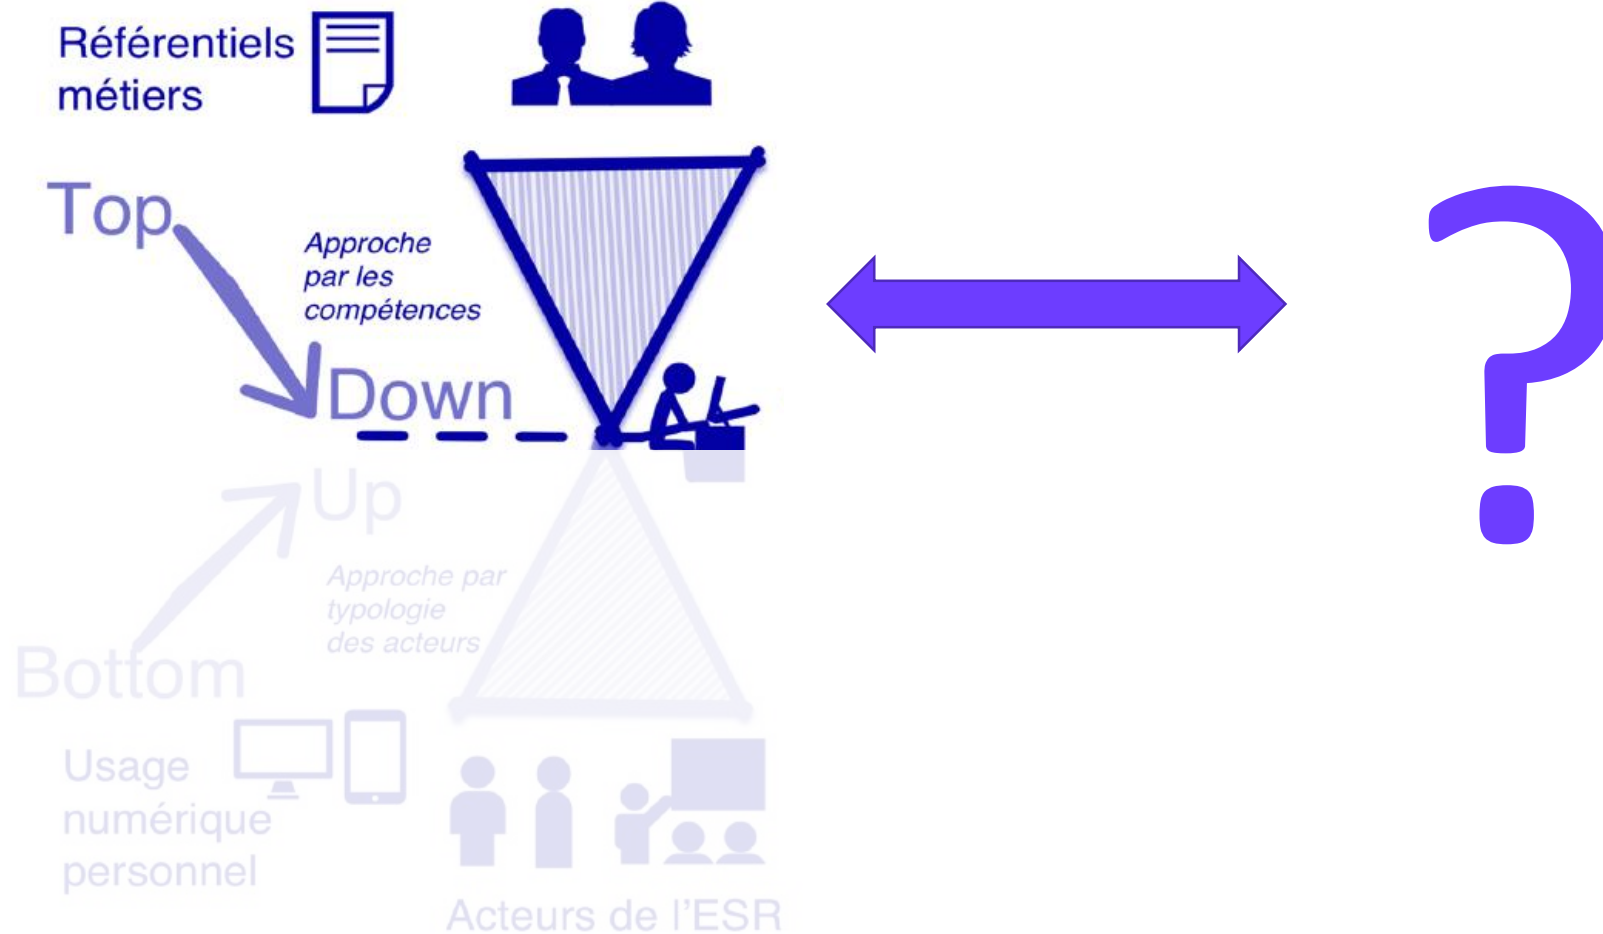 Référentiels
métiers
Top
Approche
par les
compétences
Down
Up
Approche par
typologie
des acteurs
Bottom
Usage
numérique
personnel
Acteurs de l'ESR
?